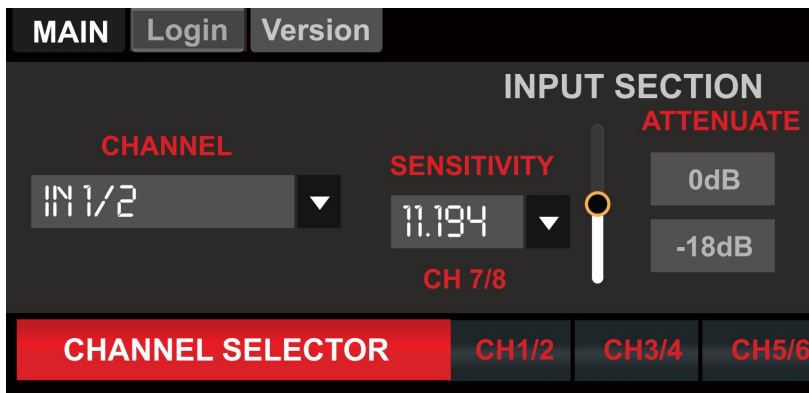 MAIN Login Version
INPUT SECTION
ATTENUATE
CHANNEL
SENSITIVITY
0dB
IN 1/2
11.194
-18dB
CH 7/8
CHANNEL SELECTOR CH1/2 CH3/4 CH5/6